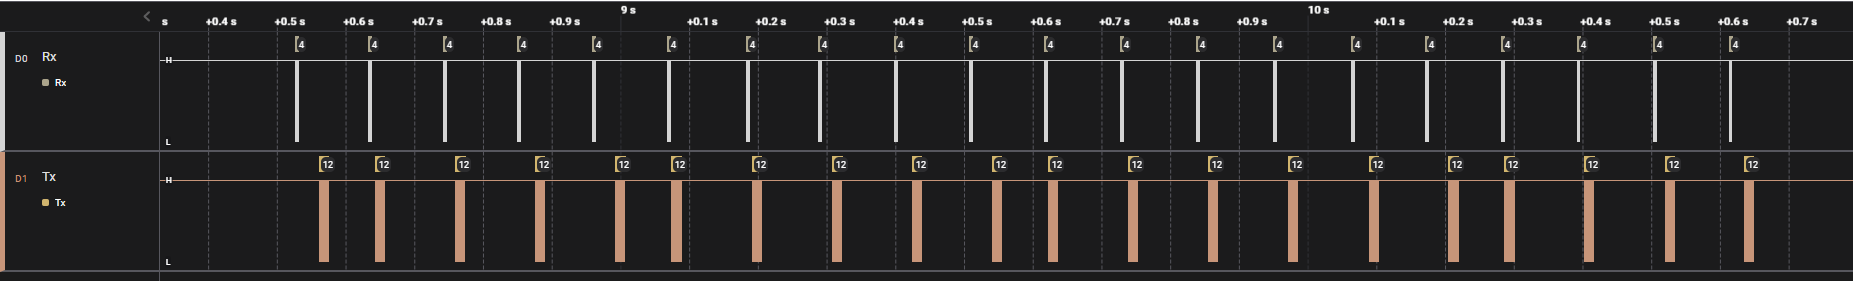 9 s 10 s
s +0.4 s +0.5 s +0.6 s +0.7 s +0.8 s +0.9 s +0.1 s +0.2 s +0.3 s +0.4 s +0.5 s +0.6 s +0.7 s +0.8 s +0.9 s +0.1 s +0.2 s +0.3 s +0.4 s +0.5 s +0.6 s +0.7 s
4 4 4 4 4 4 4 4 4 4 4 4 4 4 4 4 4 4 4 4
D0 Rx H
Rx
L
12 12 12 12 12 12 12 12 12 12 12 12 12 12 12 12 12 12 12 12
D1 Tx H
Tx
L